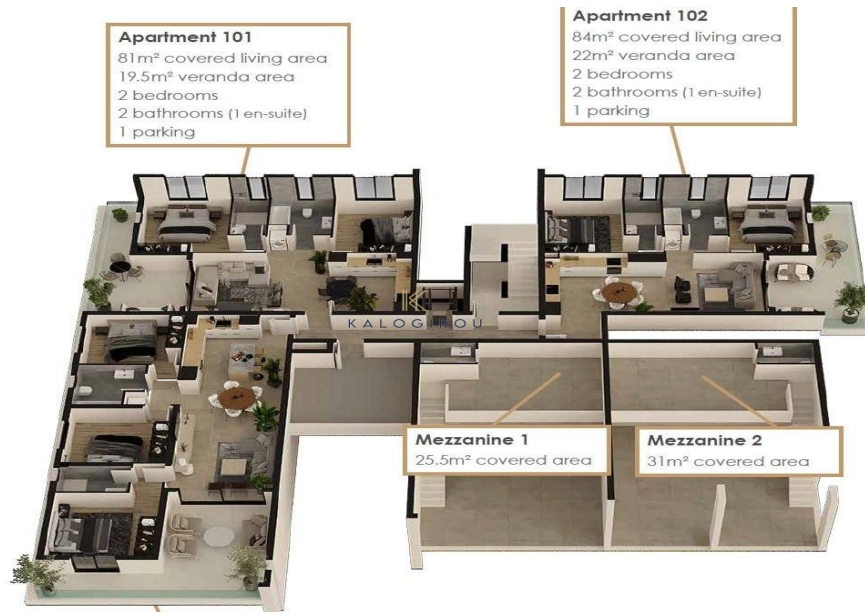 Apartment 101
81m² covered living area
19.5m² veranda area
2 bedrooms
2 bathrooms (1 en-suite)
1 parking
Apartment 102
84m² covered living area
22m² veranda area
2 bedrooms
2 bathrooms (1 en-suite)
1 parking
KALOGIROU
Mezzanine 1
25.5m² covered area
Mezzanine 2
31m² covered area